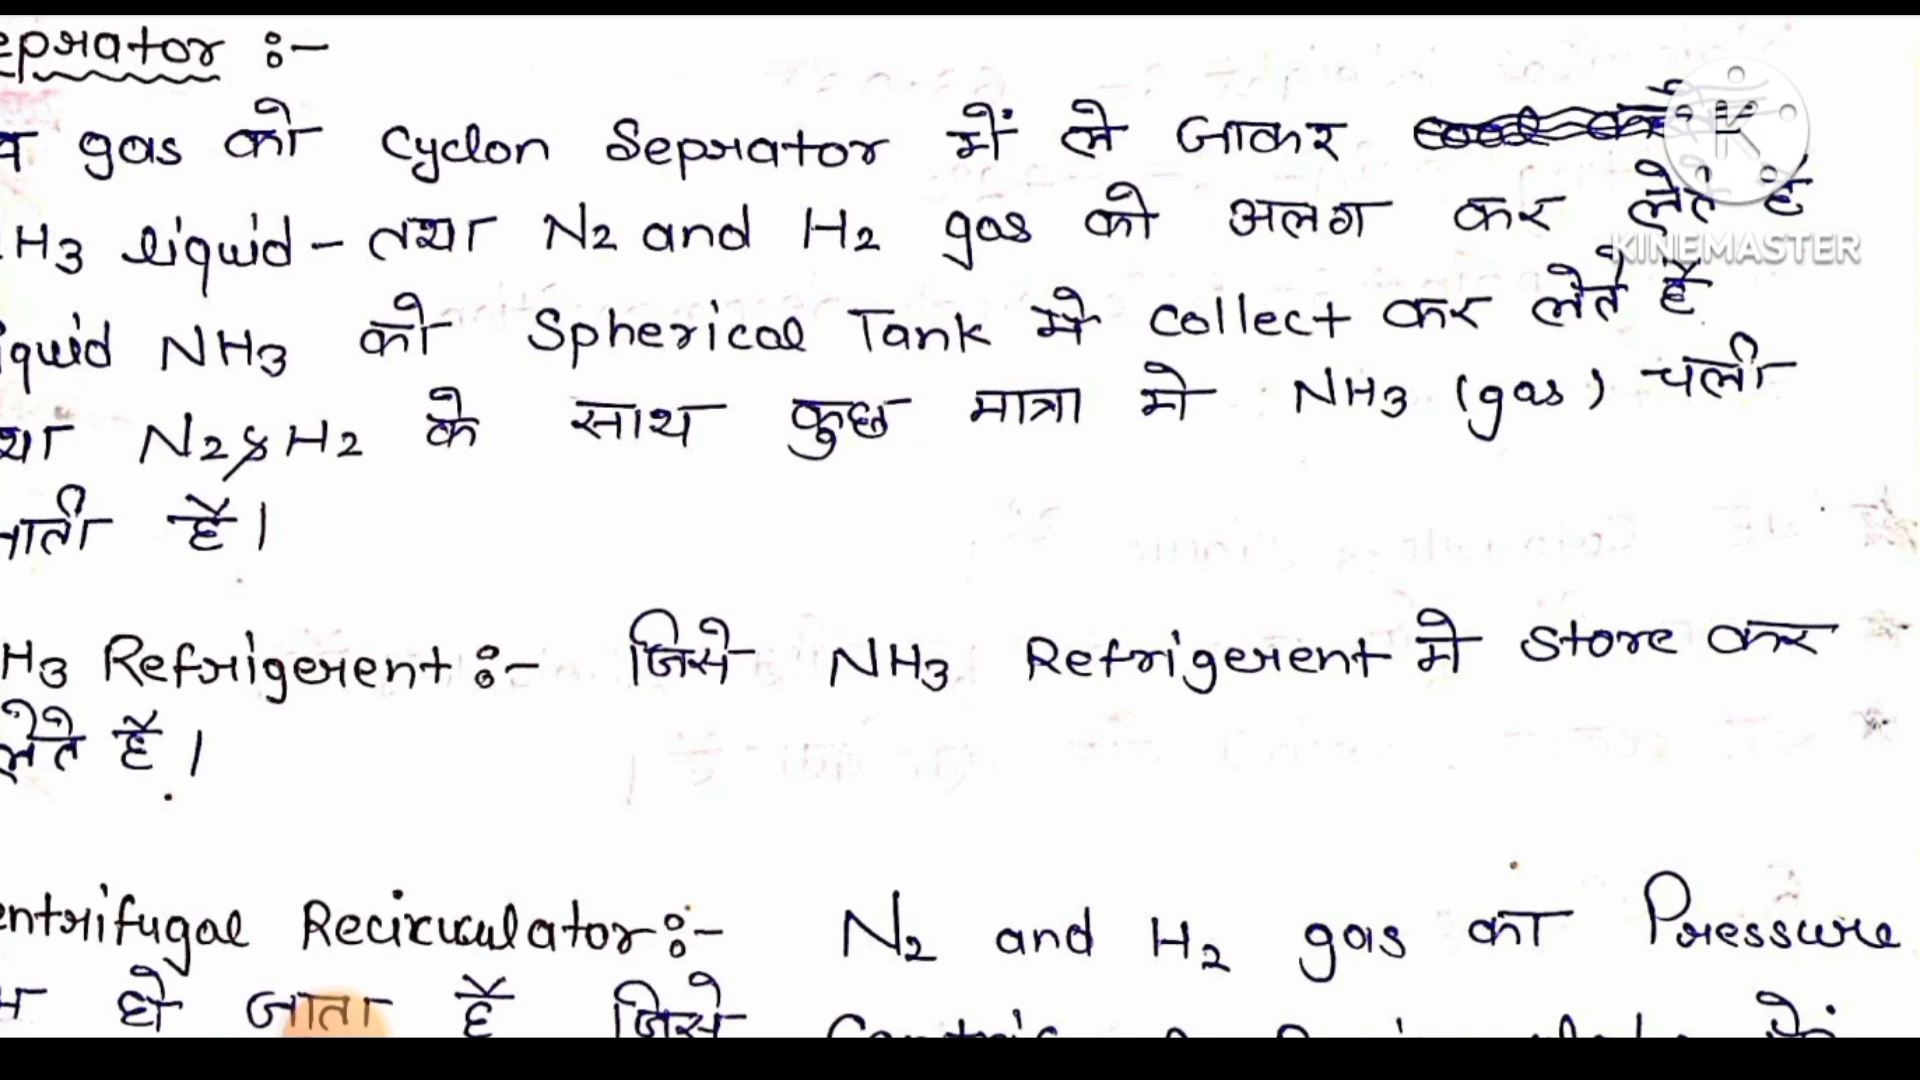 eprator :-
व gas को Cyclon Seprator में ले जाकर
H3 liquid - तथा N2 and H2 gas को अलग कर लेते हैं
KINEMASTER
iquid NH3 को Spherical Tank मे collect कर लेते हैं
था N2 & H2 के साथ कुछ मात्रा मे NH3 (gas) चली
जाती हैं।
H3 Refrigerent :- जिसे NH3 Refrigerent मे store कर
लेते हैं।
entrifugal Recirculator :- N2 and H2 gas का Pressure
म हो जाता हैं जिसे